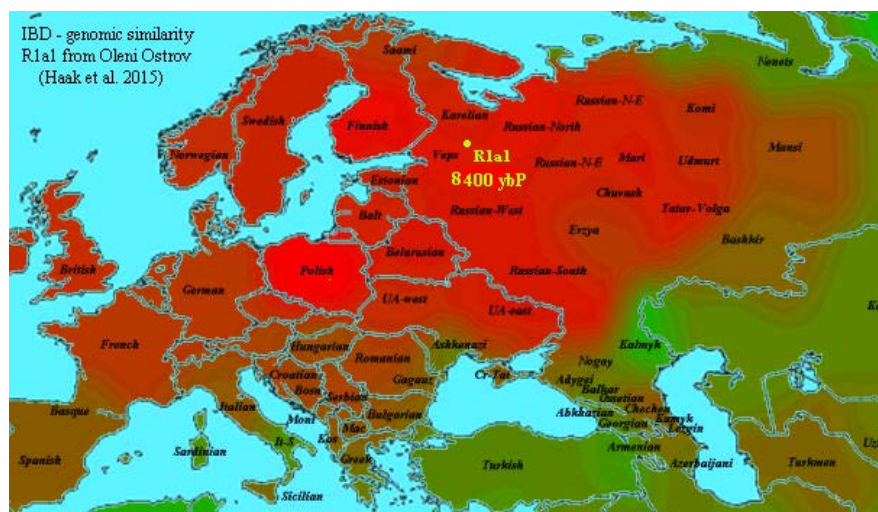 IBD - genomic similarity
R1a1 from Oleni Ostrov
(Haak et al. 2015)
Saami
Nenets
Swedish
Finnish
Karelian
Russian-N-E
Komi
Russian-North
Norwegian
Veps
R1a1
8400 ybP
Russian-N-E
Mari
Udmurt
Mansi
Estonian
Chuvash
Balt
Russian-West
Tatar-Volga
Erzya
Bashkir
British
Belarusian
German
Polish
Russian-South
UA-west
UA-east
French
Hungarian
Ashkanazi
Kalmyk
Romanian
Nogay
Croatian
Gagauz
Cr-Tat
Adygei
Bosn
Serbian
Balkar
Ossetian
Basque
Italian
Moni
Mac
Bulgarian
Abkhazian
Chechen
Georgian
Kumyk
Lezgin
Spanish
Sardinian
It-S
Kos
Greek
Armenian
Turkish
Azerbaijani
Turkmen
Uz
Sicilian